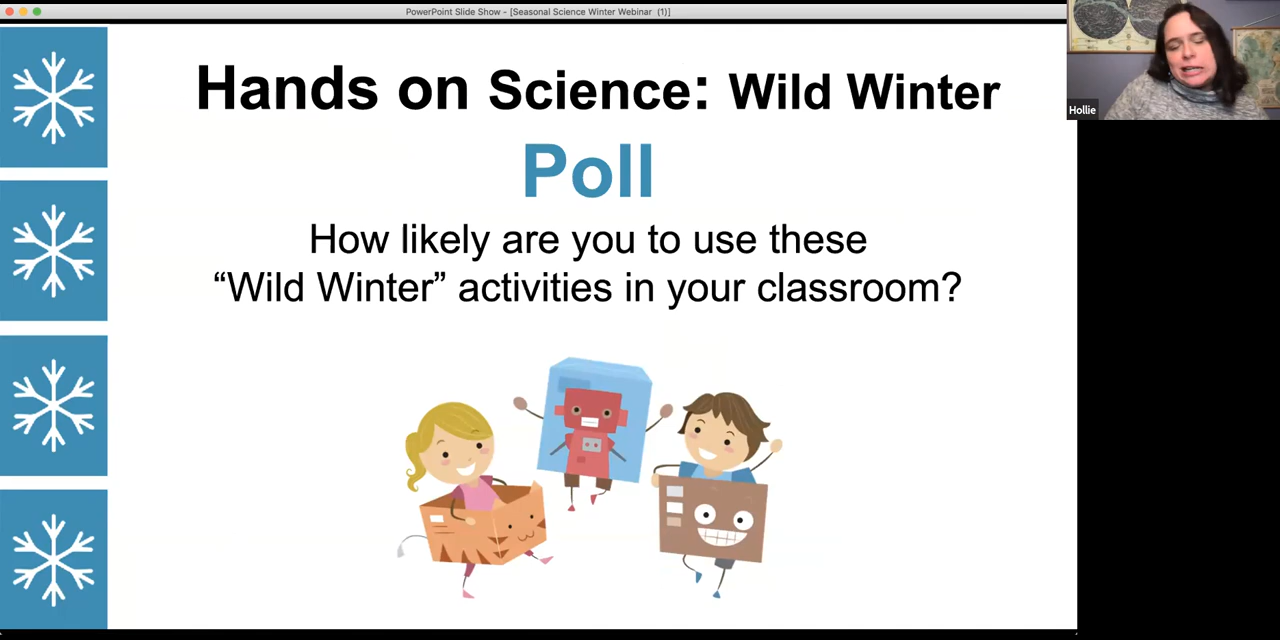 PowerPoint Slide Show - [Seasonal Science Winter Webinar (1)]
Hands on Science: Wild Winter
Poll
How likely are you to use these
“Wild Winter” activities in your classroom?
Hollie